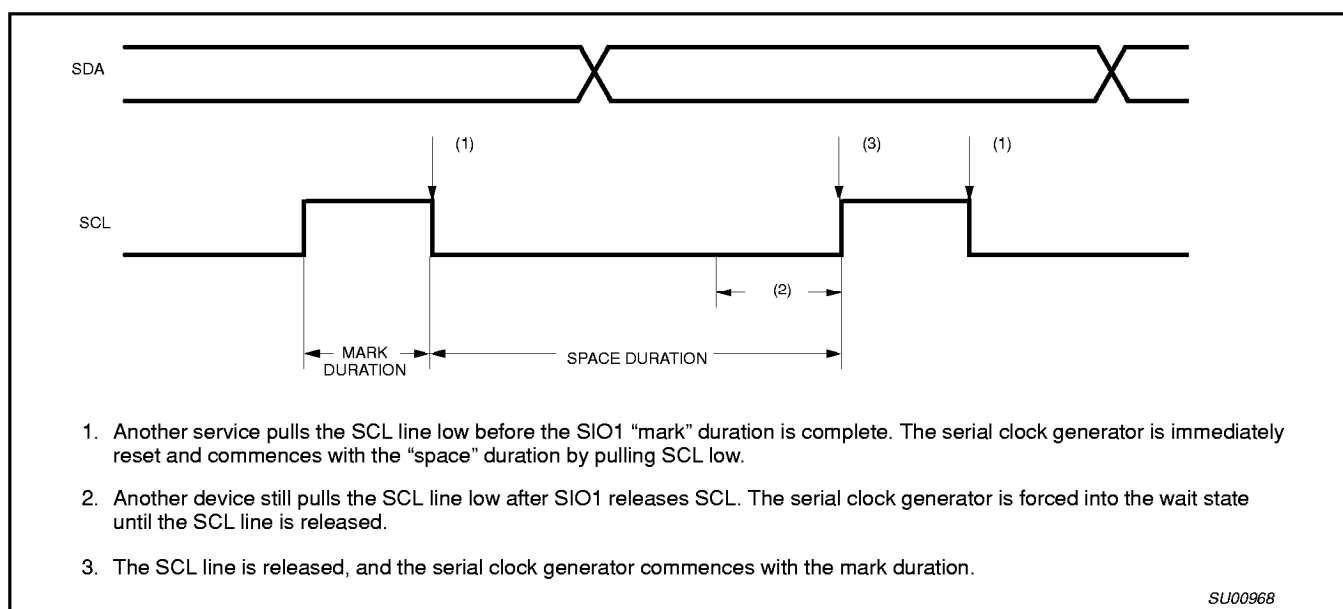 SDA
(1)
(3)
(1)
SCL
(2)
MARK
DURATION
SPACE DURATION
1. Another service pulls the SCL line low before the SIO1 “mark” duration is complete. The serial clock generator is immediately
reset and commences with the “space” duration by pulling SCL low.
2. Another device still pulls the SCL line low after SIO1 releases SCL. The serial clock generator is forced into the wait state
until the SCL line is released.
3. The SCL line is released, and the serial clock generator commences with the mark duration.
SU00968